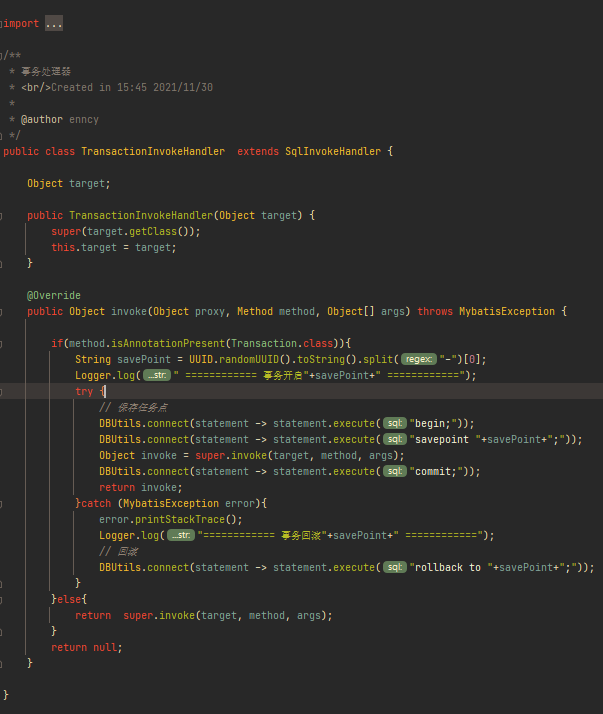 import ...
/**
 * 事务处理器
 * <br/>Created in 15:45 2021/11/30
 *
 * @author enncy
 */
public class TransactionInvokeHandler  extends SqlInvokeHandler {
    Object target;
    public TransactionInvokeHandler(Object target) {
        super(target.getClass());
        this.target = target;
    }
    @Override
    public Object invoke(Object proxy, Method method, Object[] args) throws MybatisException {
        if(method.isAnnotationPresent(Transaction.class)){
            String savePoint = UUID.randomUUID().toString().split( regex: "-")[0];
            Logger.log( ...str: " ============ 事务开启"+savePoint+" ============");
            try {
                // 保存任务点
                DBUtils.connect(statement -> statement.execute( sql: "begin;"));
                DBUtils.connect(statement -> statement.execute( sql: "savepoint "+savePoint+";"));
                Object invoke = super.invoke(target, method, args);
                DBUtils.connect(statement -> statement.execute( sql: "commit;"));
                return invoke;
            }catch (MybatisException error){
                error.printStackTrace();
                Logger.log( ...str: "============ 事务回滚"+savePoint+" ============");
                // 回滚
                DBUtils.connect(statement -> statement.execute( sql: "rollback to "+savePoint+";"));
            }
        }else{
            return  super.invoke(target, method, args);
        }
        return null;
    }
}